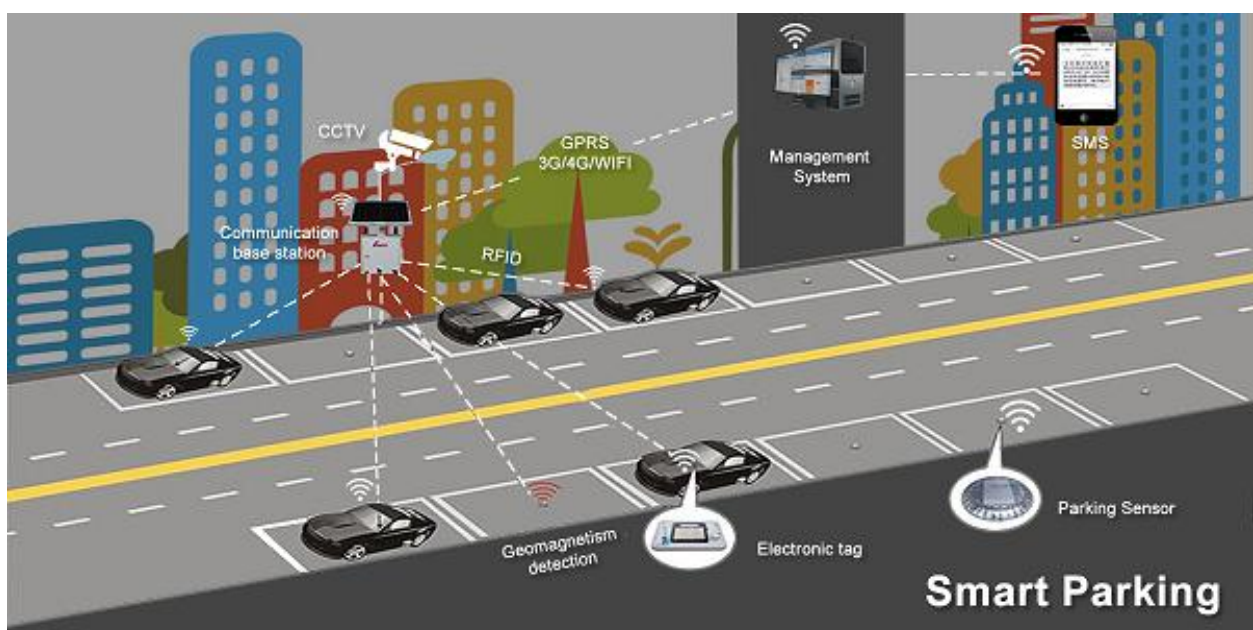 CCTV
GPRS
3G/4G/WIFI
Management
System
SMS
Communication
base station
RFID
Geomagnetism
detection
Electronic tag
Parking Sensor
Smart Parking